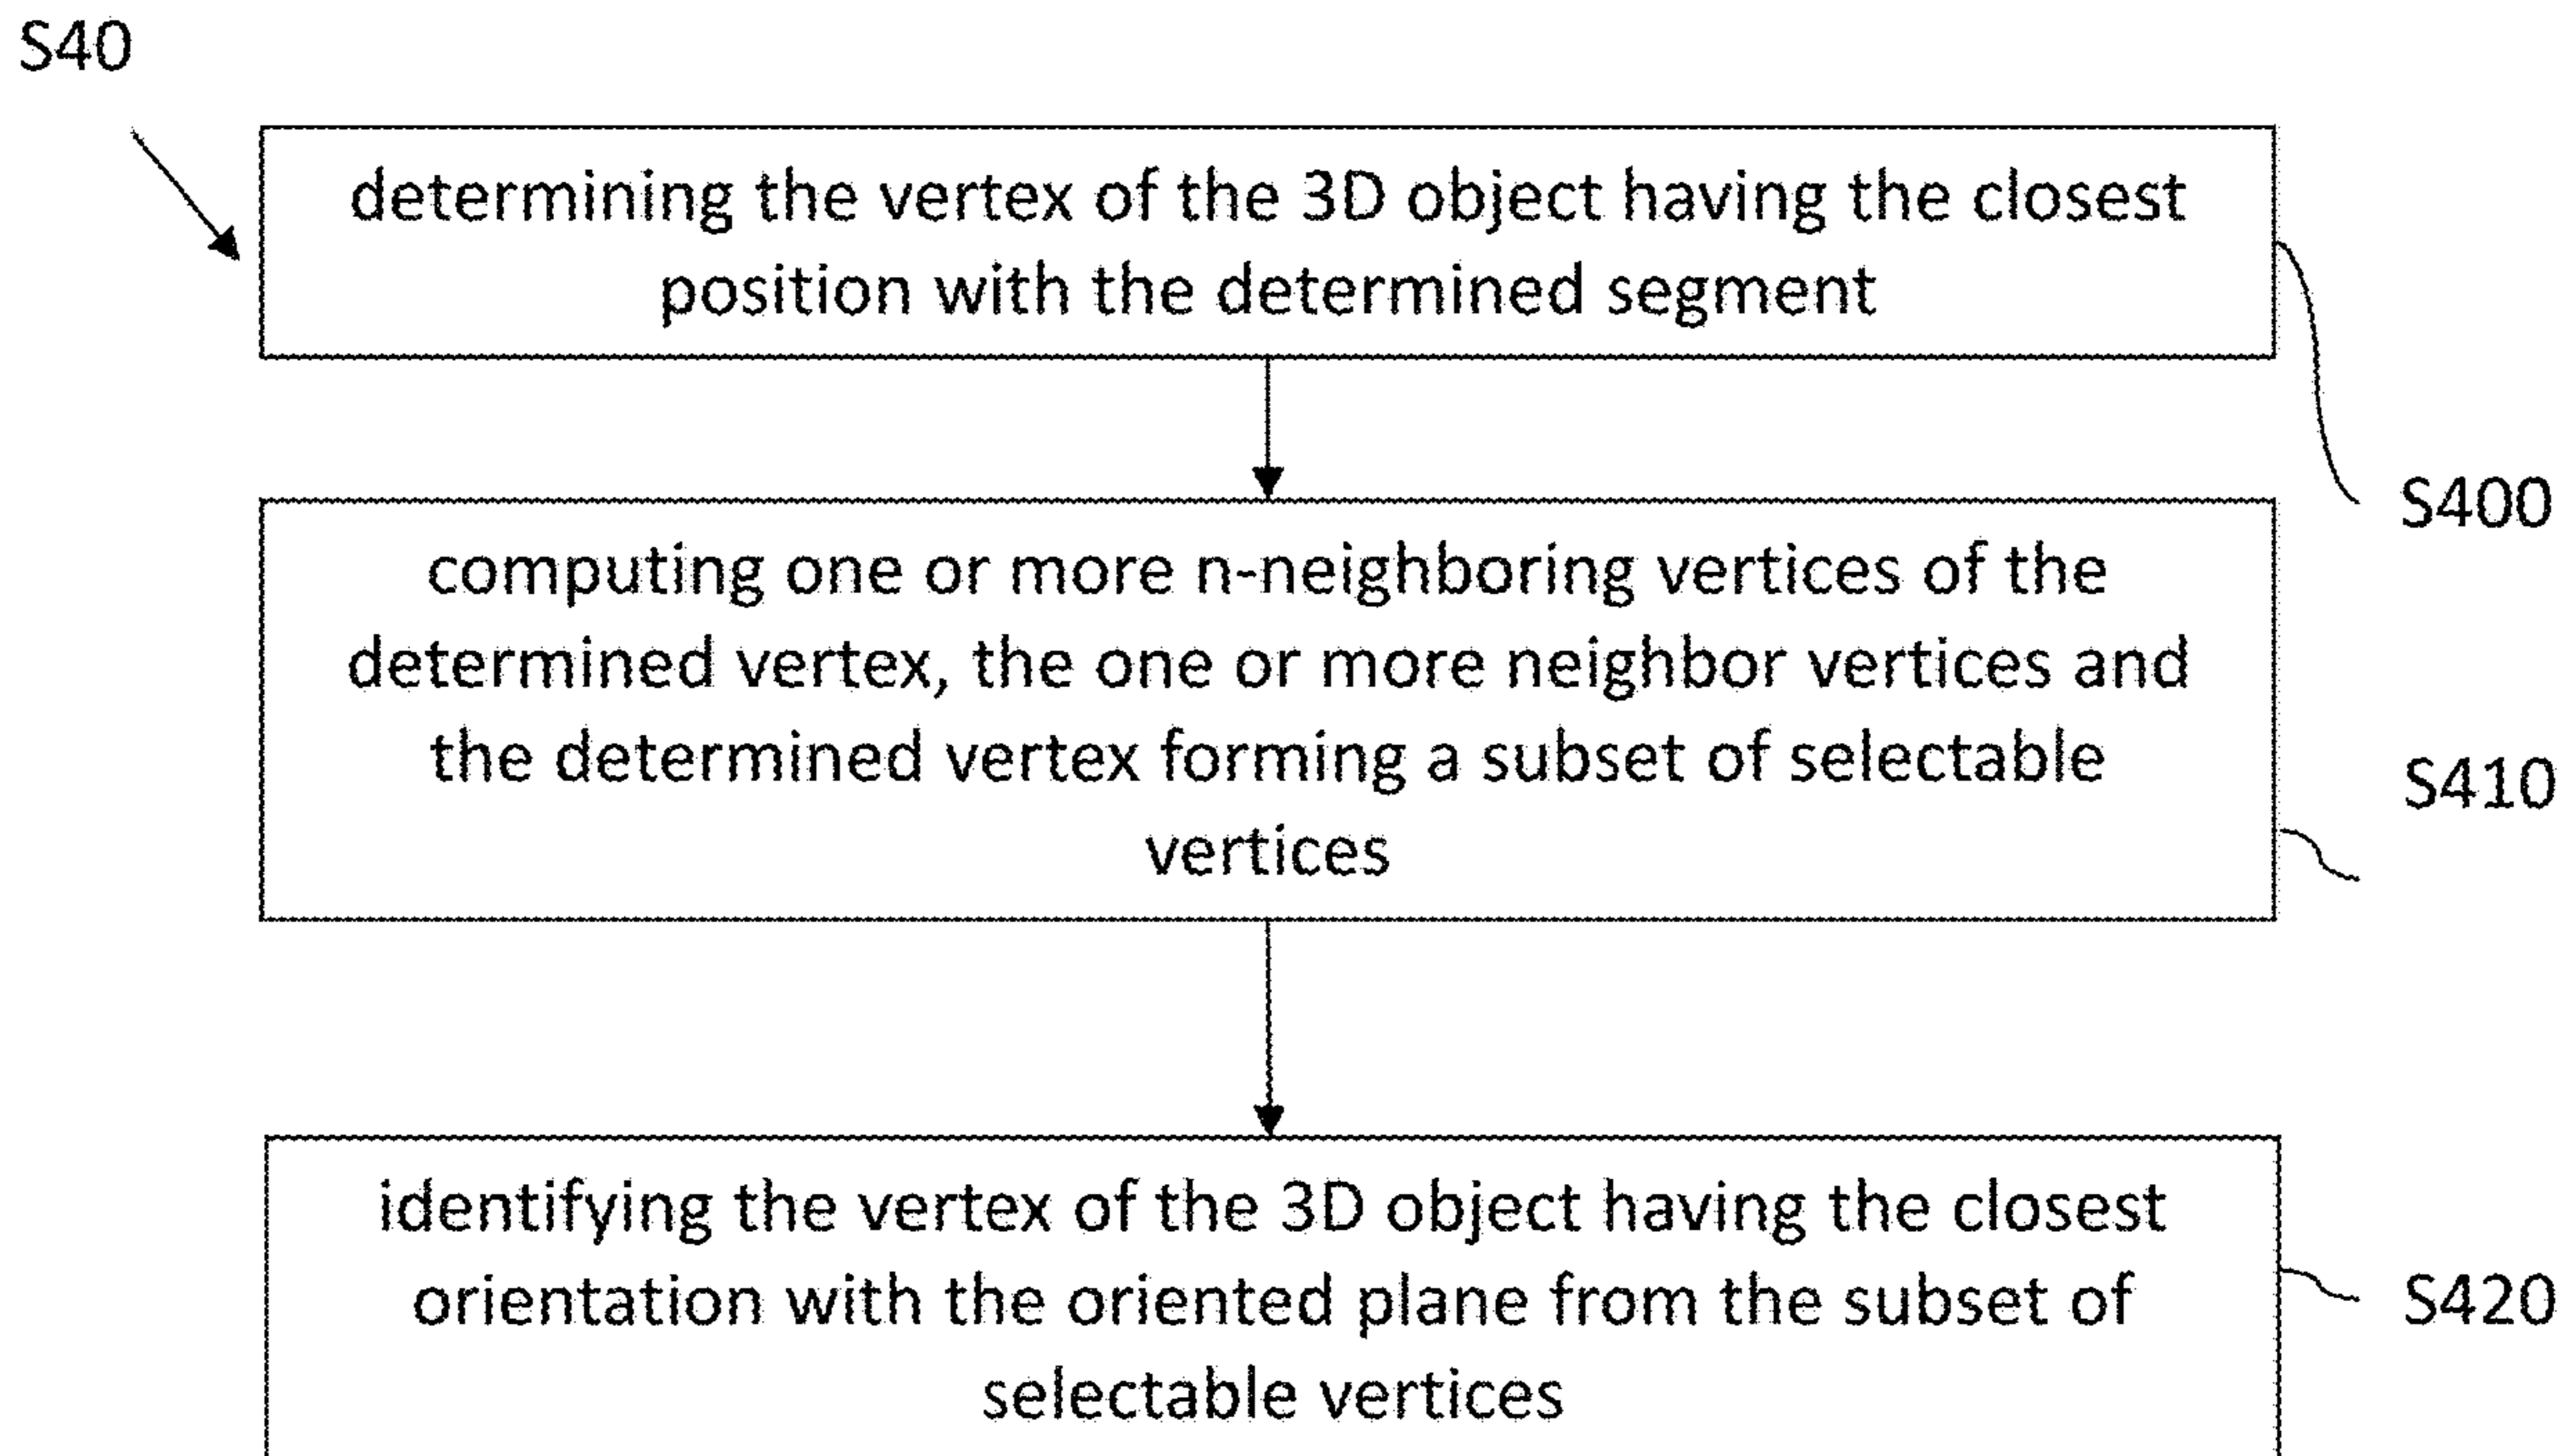 S40
determining the vertex of the 3D object having the closest
position with the determined segment
S400
computing one or more n-neighboring vertices of the
determined vertex, the one or more neighbor vertices and
the determined vertex forming a subset of selectable
vertices
S410
identifying the vertex of the 3D object having the closest
orientation with the oriented plane from the subset of
selectable vertices
S420